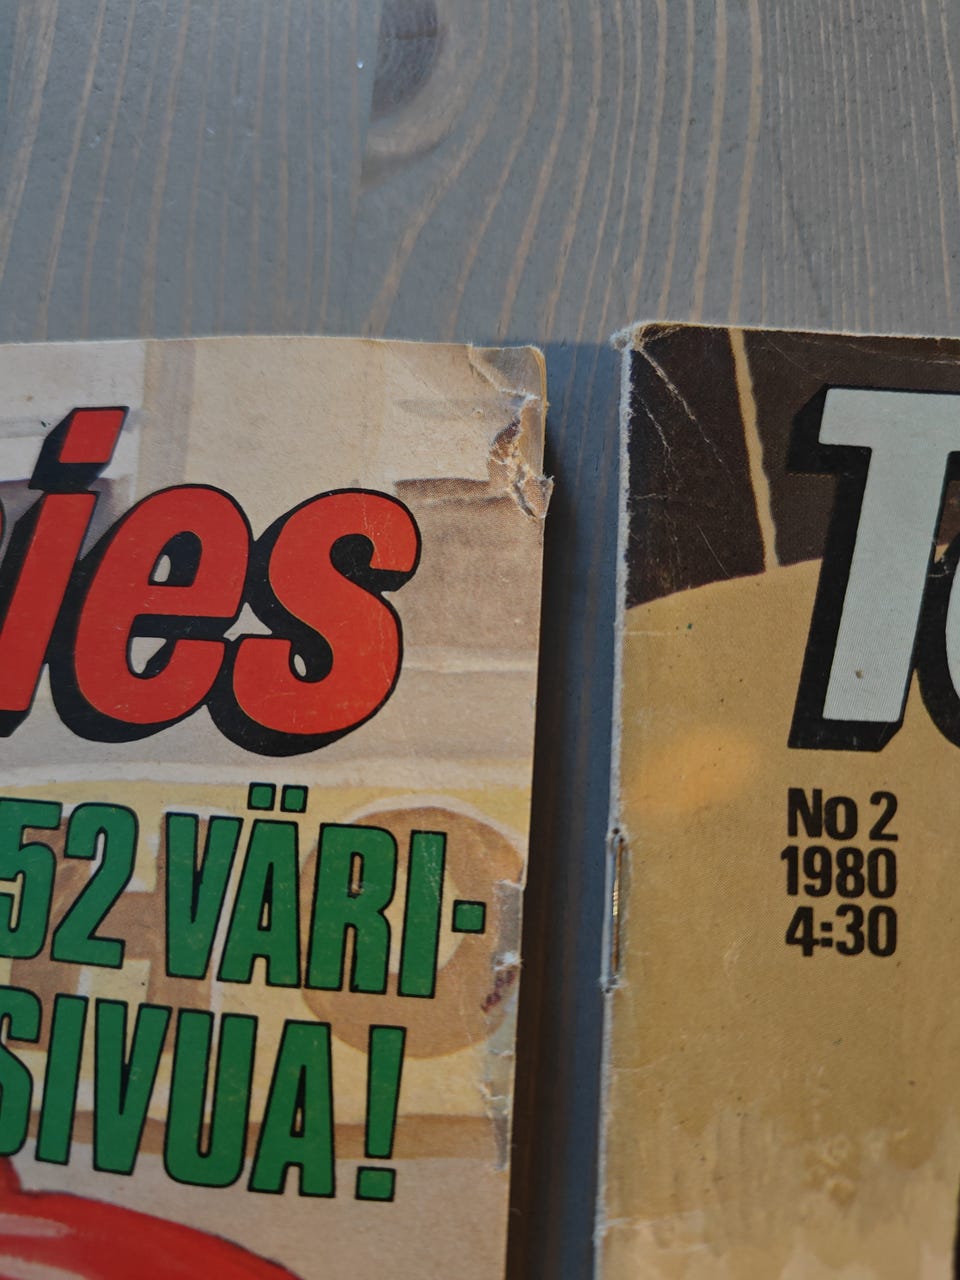 ies
52 VÄRI-
SIVUA!
T
No 2
1980
4:30